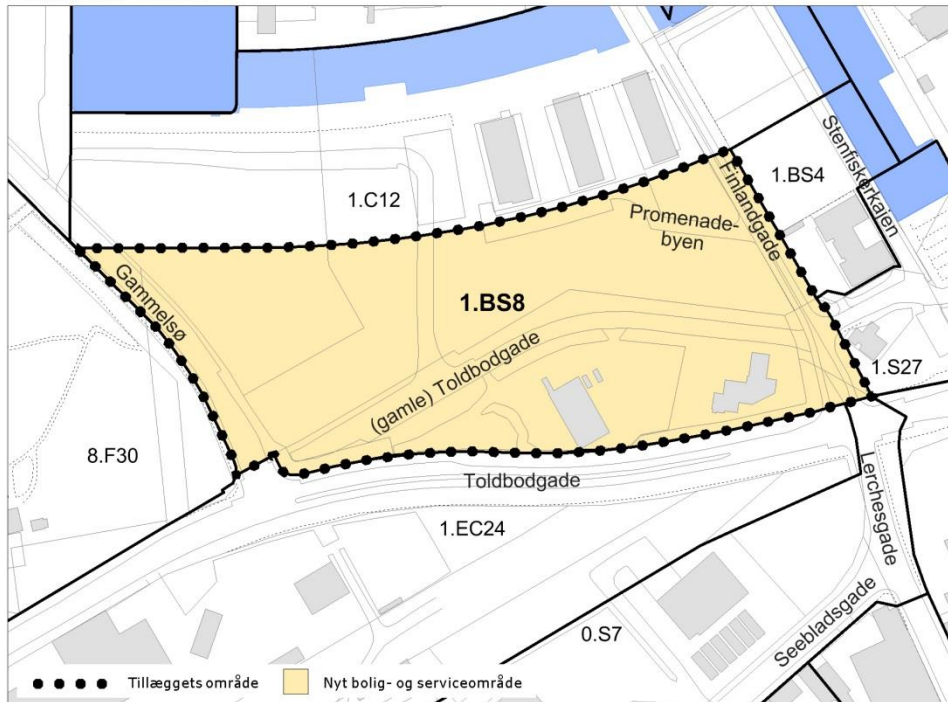 1.C12
1.BS4
Stenfiskerkajen
Finlandgade
Promenade-
byen
Gammelsø
1.BS8
(gamle) Toldbodgade
1.S27
8.F30
Toldbodgade
1.EC24
Lerchesgade
0.S7
Seebladsgade
Tillæggets område
Nyt bolig- og serviceområde